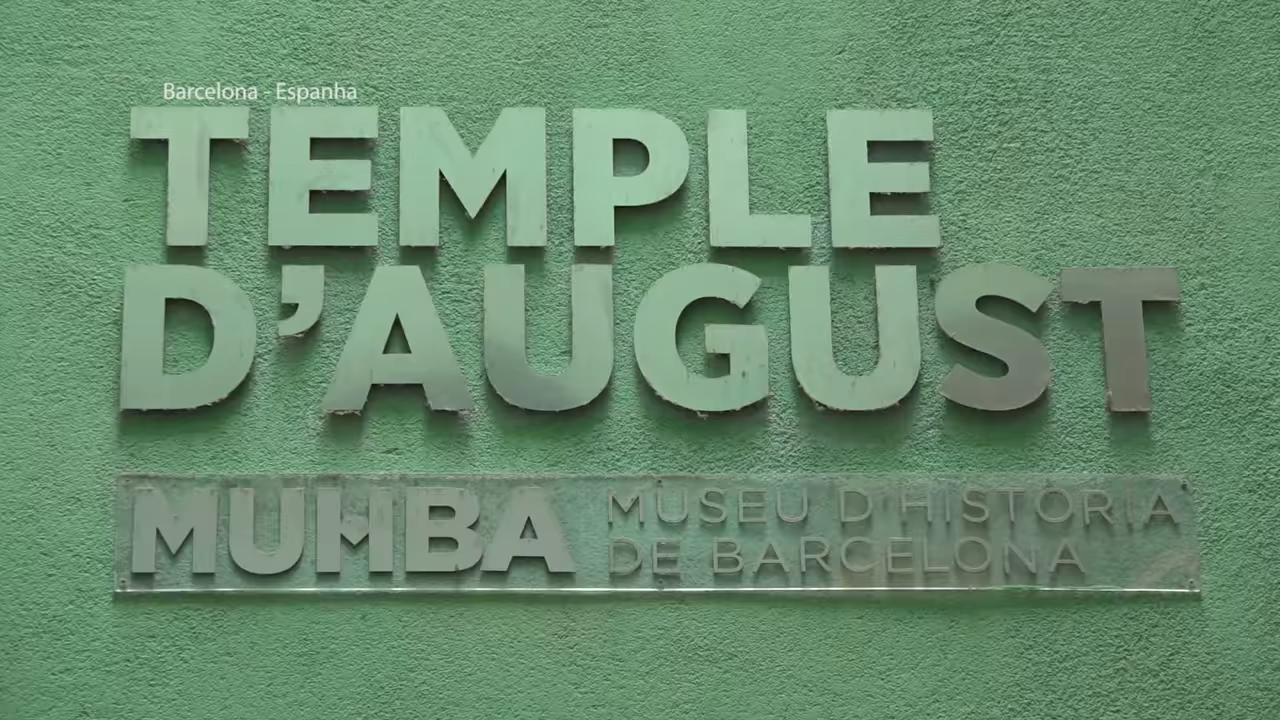 Barcelona - Espanha
TEMPLE
D'AUGUST
MUHBA MUSEU D'HISTÒRIA
DE BARCELONA